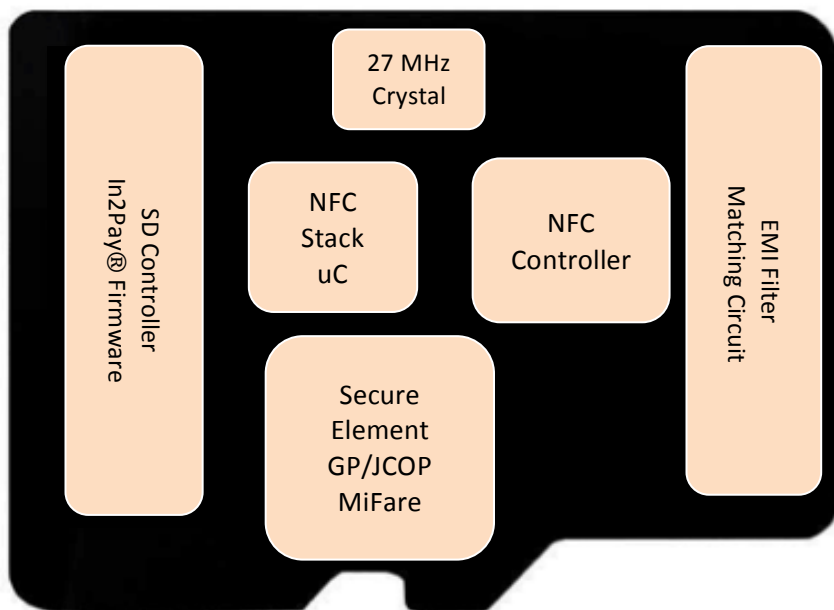 27 MHz
Crystal
SD Controller
In2Pay® Firmware
NFC
Stack
uC
NFC
Controller
EMI Filter
Matching Circuit
Secure
Element
GP/JCOP
MiFare